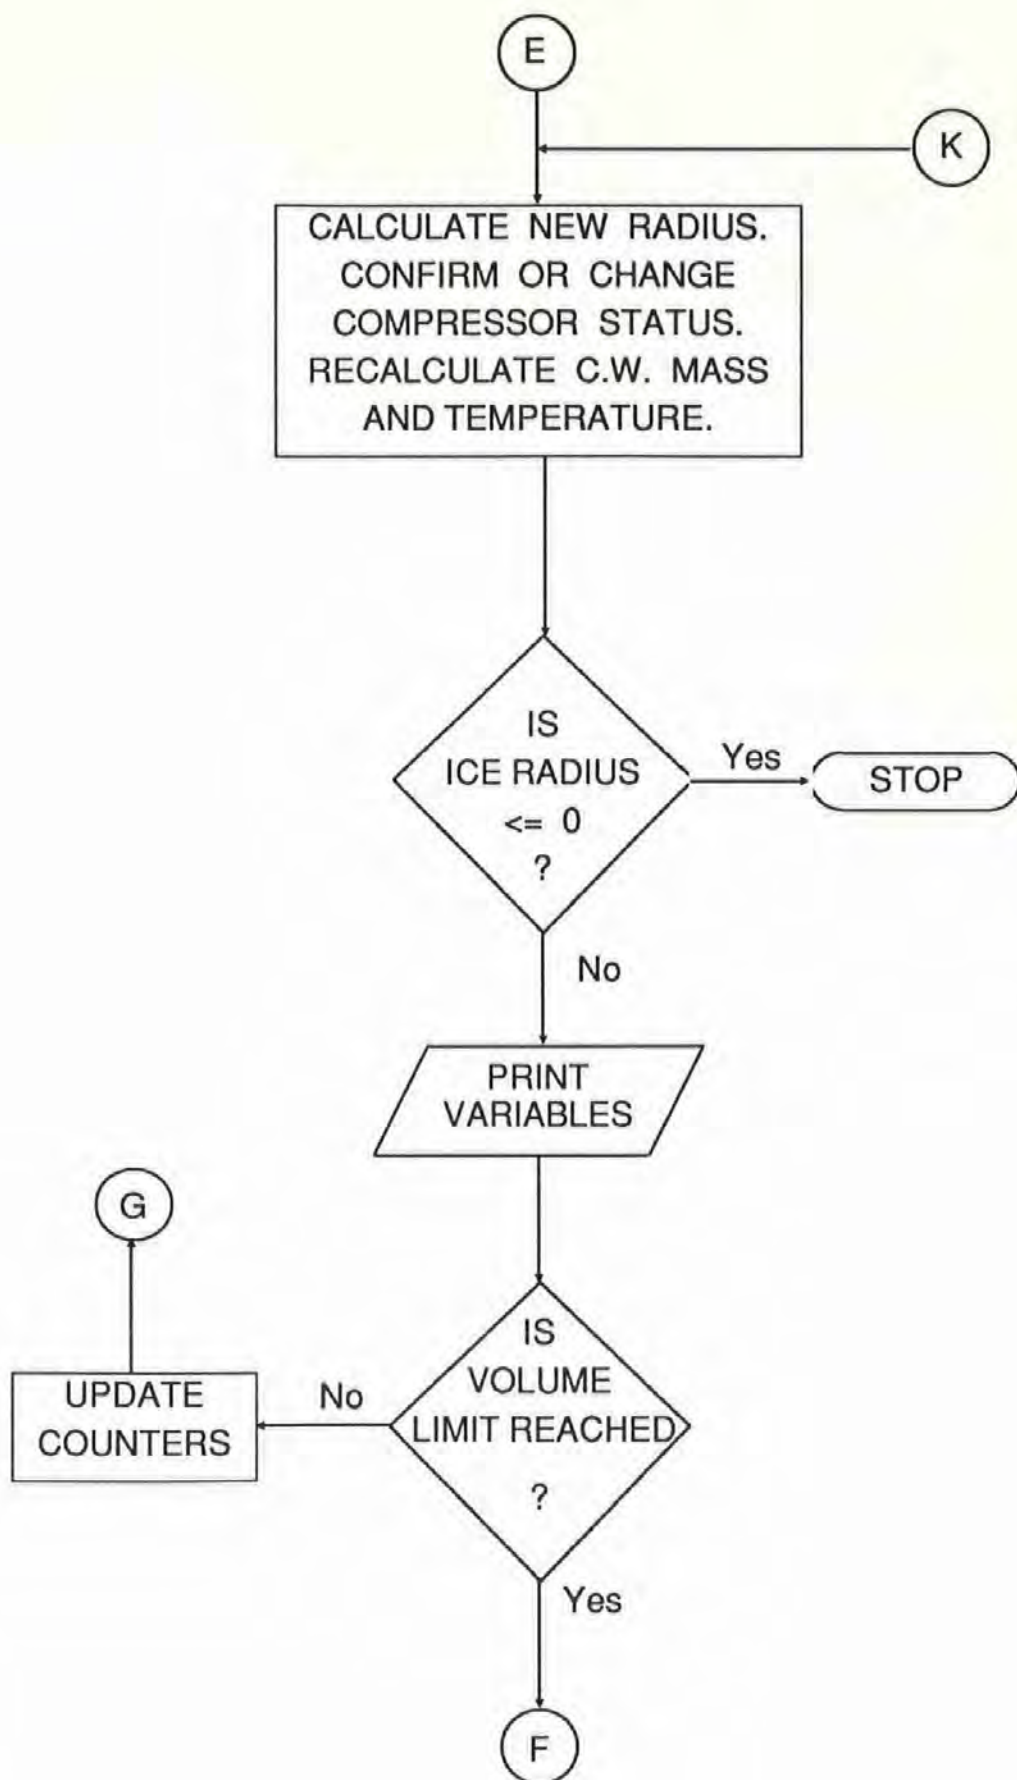 E
K
CALCULATE NEW RADIUS.
CONFIRM OR CHANGE
COMPRESSOR STATUS.
RECALCULATE C.W. MASS
AND TEMPERATURE.
IS
ICE RADIUS
<= 0
?
Yes
STOP
No
PRINT
VARIABLES
G
IS
VOLUME
LIMIT REACHED
?
No
UPDATE
COUNTERS
Yes
F